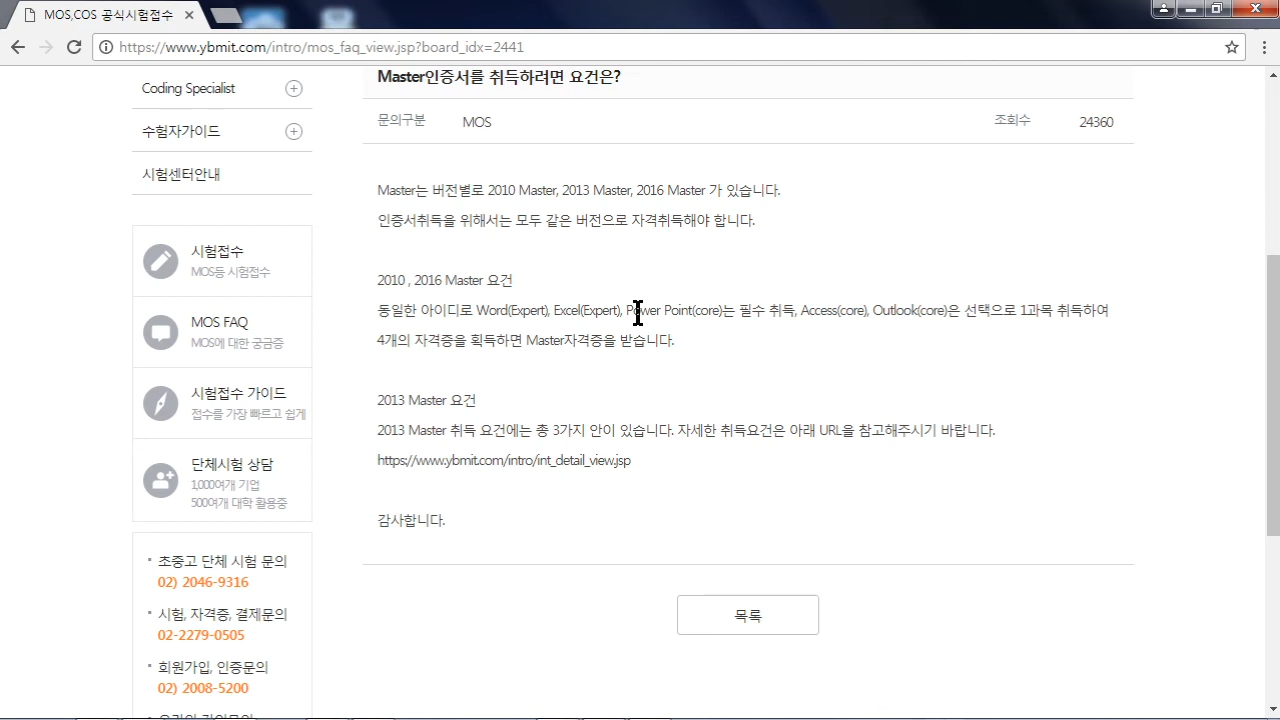 MOS,COS 공식시험접수
https://www.ybmit.com/intro/mos_faq_view.jsp?board_idx=2441
Coding Specialist
수험자가이드
시험센터안내
시험접수
MOS등 시험접수
MOS FAQ
MOS에 대한 궁금증
시험접수 가이드
접수를 가장 빠르고 쉽게
단체시험 상담
1,000여개 기업
500여개 대학 활용중
초중고 단체 시험 문의
02) 2046-9316
시험, 자격증, 결제문의
02-2279-0505
회원가입, 인증문의
02) 2008-5200
Master인증서를 취득하려면 요건은?
문의구분 MOS 조회수 24360
Master는 버전별로 2010 Master, 2013 Master, 2016 Master 가 있습니다.
인증서취득을 위해서는 모두 같은 버전으로 자격취득해야 합니다.
2010 , 2016 Master 요건
동일한 아이디로 Word(Expert), Excel(Expert), Power Point(core)는 필수 취득, Access(core), Outlook(core)은 선택으로 1과목 취득하여
4개의 자격증을 획득하면 Master자격증을 받습니다.
2013 Master 요건
2013 Master 취득 요건에는 총 3가지 안이 있습니다. 자세한 취득요건은 아래 URL을 참고해주시기 바랍니다.
https://www.ybmit.com/intro/int_detail_view.jsp
감사합니다.
목록